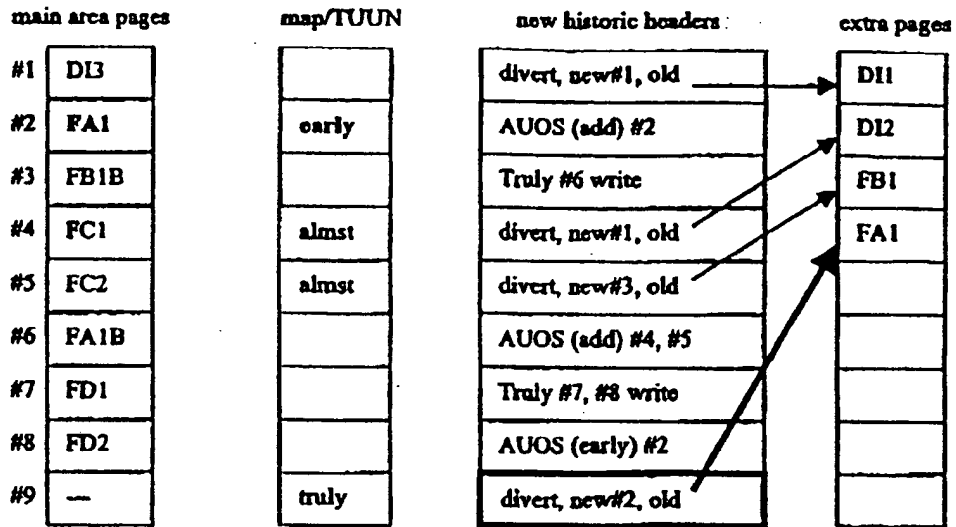 main area pages map/TUUN new historic headers: extra pages
#1 DI3 divert, new#1, old DI1
#2 FA1 early AUOS (add) #2 DI2
#3 FB1B Truly #6 write FB1
#4 FC1 almst divert, new#1, old FA1
#5 FC2 almst divert, new#3, old
#6 FA1B AUOS (add) #4, #5
#7 FD1 Truly #7, #8 write
#8 FD2 AUOS (early) #2
#9 — truly divert, new#2, old